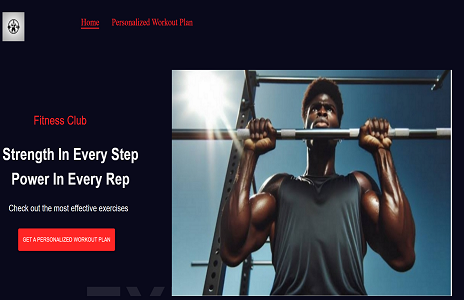 Home Personalized Workout Plan
Fitness Club
Strength In Every Step
Power In Every Rep
Check out the most effective exercises
GET A PERSONALIZED WORKOUT PLAN